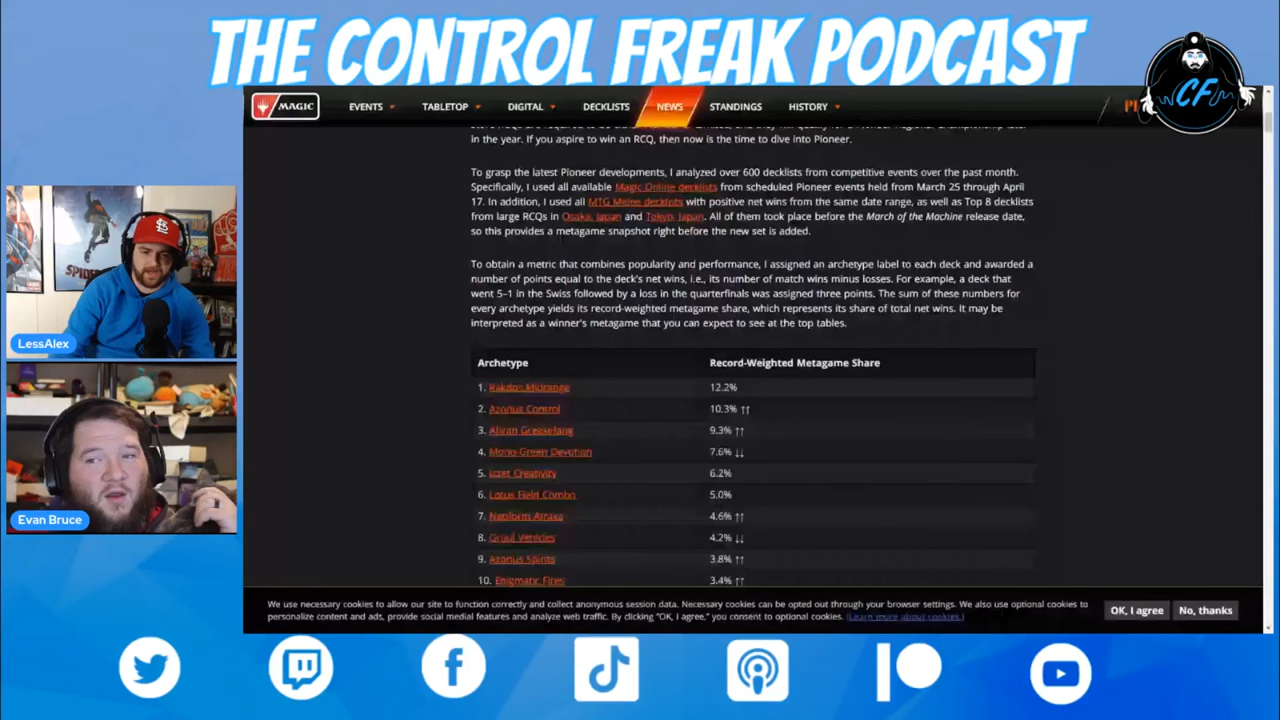 THE CONTROL FREAK PODCAST
CF
MAGIC
EVENTS
TABLETOP
DIGITAL
DECKLISTS
NEWS
STANDINGS
HISTORY
in the year. If you aspire to win an RCQ, then now is the time to dive into Pioneer.
To grasp the latest Pioneer developments, I analyzed over 600 decklists from competitive events over the past month.
Specifically, I used all available Magic Online decklists from scheduled Pioneer events held from March 25 through April
17. In addition, I used all MTG Melee decklists with positive net wins from the same date range, as well as Top 8 decklists
from large RCQs in Osaka, Japan and Tokyo, Japan. All of them took place before the March of the Machine release date,
so this provides a metagame snapshot right before the new set is added.
To obtain a metric that combines popularity and performance, I assigned an archetype label to each deck and awarded a
number of points equal to the deck's net wins, i.e., its number of match wins minus losses. For example, a deck that
went 5–1 in the Swiss followed by a loss in the quarterfinals was assigned three points. The sum of these numbers for
every archetype yields its record-weighted metagame share, which represents its share of total net wins. It may be
interpreted as a winner's metagame that you can expect to see at the top tables.
Archetype Record-Weighted Metagame Share
1. Rakdos Midrange 12.2%
2. Azorius Control 10.3% ↑↑
3. Abzan Greasefang 9.3% ↑↑
4. Mono-Green Devotion 7.6% ↓↓
5. Izzet Creativity 6.2%
6. Lotus Field Combo 5.0%
7. Neoform Atraxa 4.6% ↑↑
8. Gruul Vehicles 4.2% ↓↓
9. Azorius Spirits 3.8% ↑↑
10. Enigmatic Fires 3.4% ↑↑
We use necessary cookies to allow our site to function correctly and collect anonymous session data. Necessary cookies can be opted out through your browser settings. We also use optional cookies to
personalize content and ads, provide social medial features and analyze web traffic. By clicking “OK, I agree,” you consent to optional cookies. (Learn more about cookies.)
OK, I agree
No, thanks
LessAlex
Evan Bruce